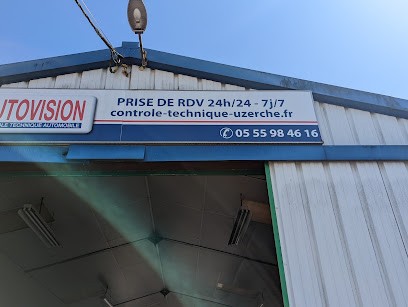 UTOVISION
LE TECHNIQUE AUTOMOBILE
PRISE DE RDV 24h/24 - 7j/7
controle-technique-uzerche.fr
05 55 98 46 16